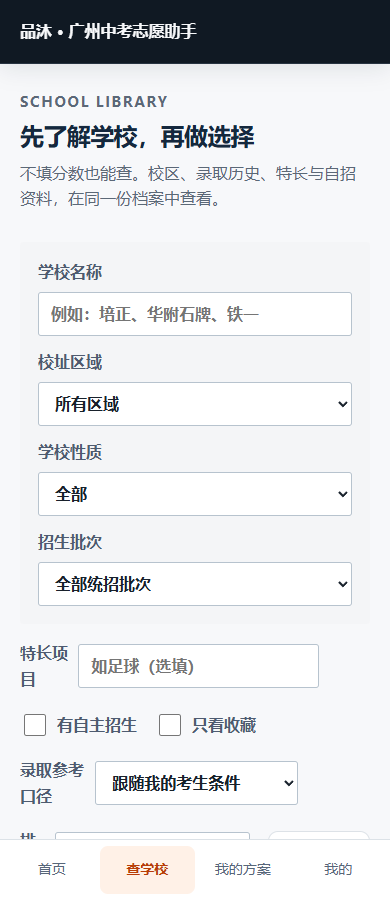 品沐 • 广州中考志愿助手
SCHOOL LIBRARY
先了解学校，再做选择
不填分数也能查。校区、录取历史、特长与自招
资料，在同一份档案中查看。
学校名称
例如：培正、华附石牌、铁一
校址区域
所有区域
学校性质
全部
招生批次
全部统招批次
特长项
目
如足球（选填）
有自主招生
只看收藏
录取参考
口径
跟随我的考生条件
首页
查学校
我的方案
我的